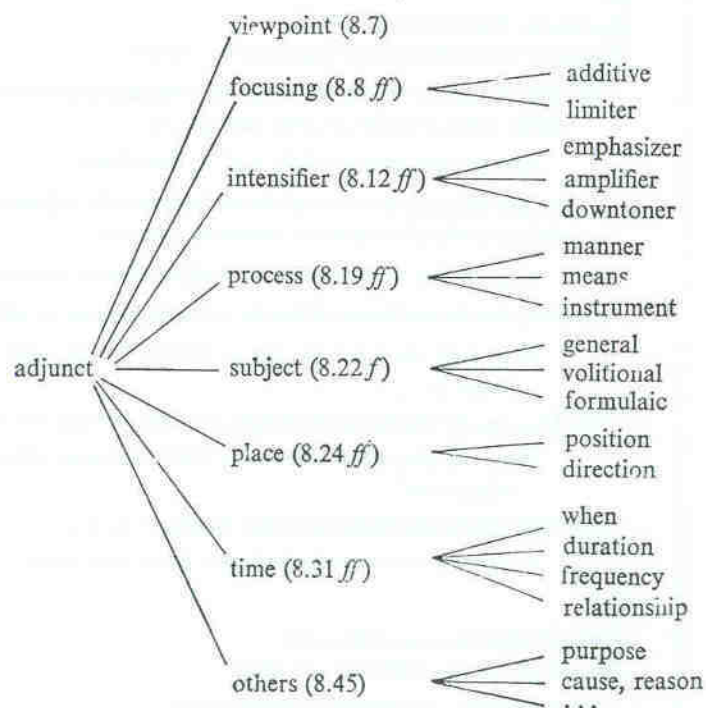 viewpoint (8.7)
focusing (8.8 ff)
additive
limiter
intensifier (8.12 ff)
emphasizer
amplifier
downtoner
process (8.19 ff)
manner
means
instrument
adjunct
subject (8.22 f)
general
volitional
formulaic
place (8.24 ff)
position
direction
time (8.31 ff)
when
duration
frequency
relationship
others (8.45)
purpose
cause, reason
...